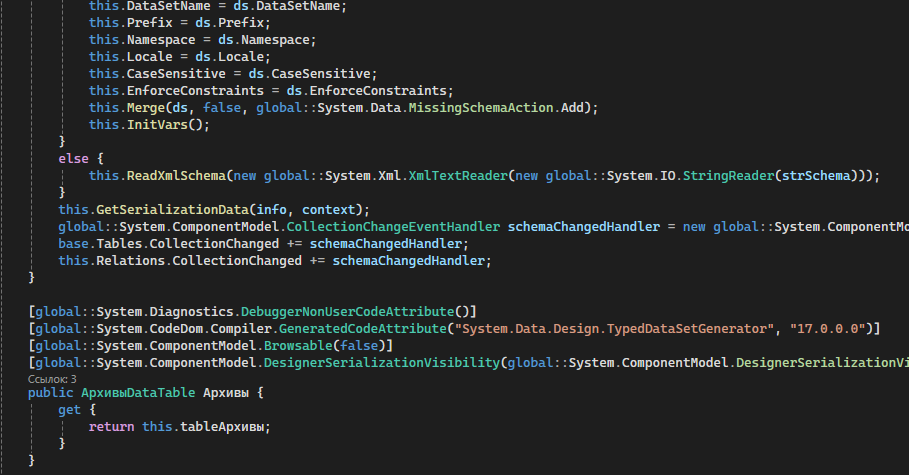 this.DataSetName = ds.DataSetName;
this.Prefix = ds.Prefix;
this.Namespace = ds.Namespace;
this.Locale = ds.Locale;
this.CaseSensitive = ds.CaseSensitive;
this.EnforceConstraints = ds.EnforceConstraints;
this.Merge(ds, false, global::System.Data.MissingSchemaAction.Add);
this.InitVars();
}
else {
this.ReadXmlSchema(new global::System.Xml.XmlTextReader(new global::System.IO.StringReader(strSchema)));
}
this.GetSerializationData(info, context);
global::System.ComponentModel.CollectionChangeEventHandler schemaChangedHandler = new global::System.ComponentMo
base.Tables.CollectionChanged += schemaChangedHandler;
this.Relations.CollectionChanged += schemaChangedHandler;
}
[global::System.Diagnostics.DebuggerNonUserCodeAttribute()]
[global::System.CodeDom.Compiler.GeneratedCodeAttribute("System.Data.Design.TypedDataSetGenerator", "17.0.0.0")]
[global::System.ComponentModel.Browsable(false)]
[global::System.ComponentModel.DesignerSerializationVisibility(global::System.ComponentModel.DesignerSerializationVi
Ссылок: 3
public АрхивыDataTable Архивы {
get {
return this.tableАрхивы;
}
}